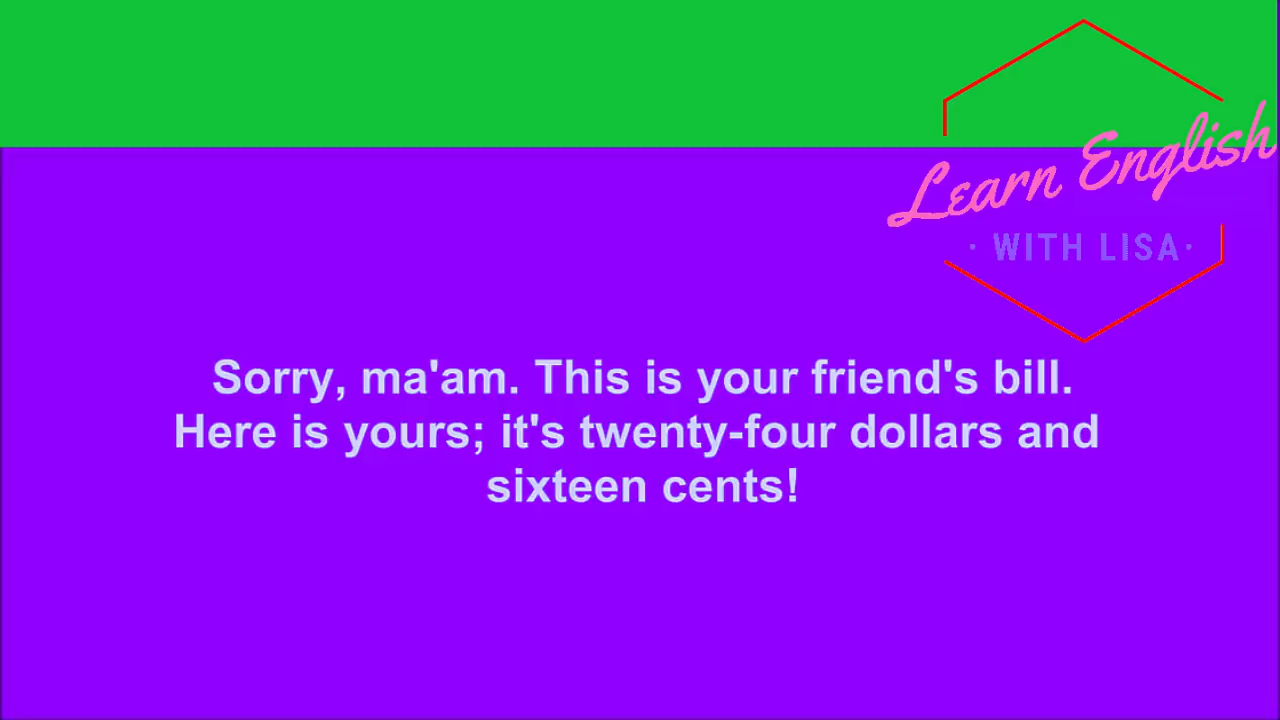 Learn English
· WITH LISA·
Sorry, ma'am. This is your friend's bill.
Here is yours; it's twenty-four dollars and
sixteen cents!